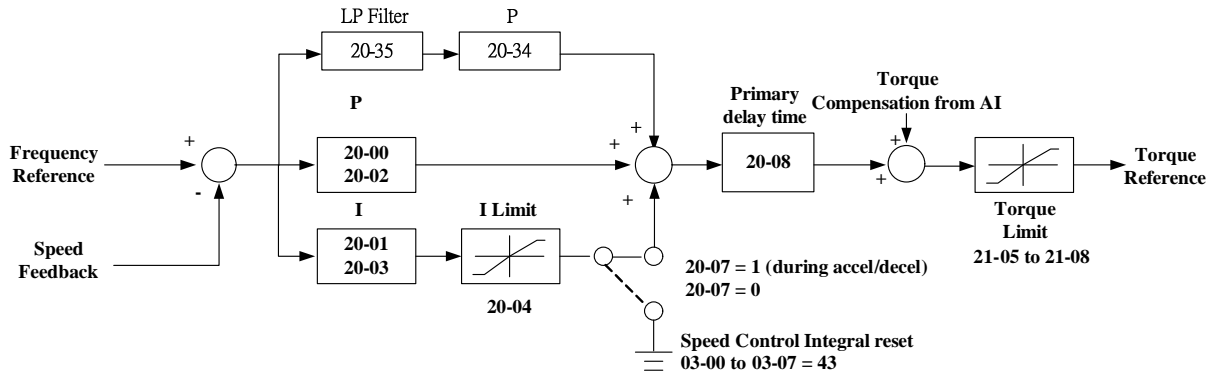 LP Filter
P
20-35
20-34
P
Primary
delay time
Torque
Compensation from AI
+
+
+
Frequency
Reference
20-00
20-02
+
20-08
+
Torque
Reference
-
+
I
I Limit
Speed
Feedback
20-01
20-03
20-04
Torque
Limit
21-05 to 21-08
20-07 = 1 (during accel/decel)
20-07 = 0
Speed Control Integral reset
03-00 to 03-07 = 43